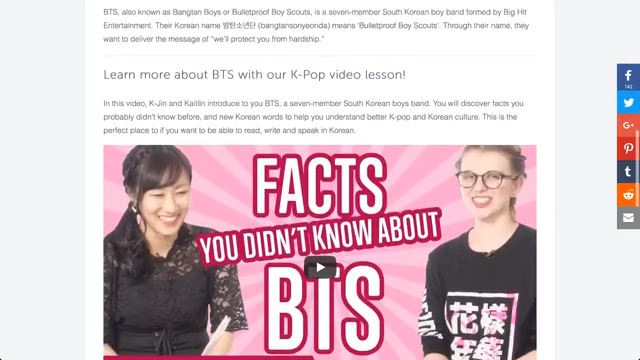 BTS, also known as Bangtan Boys or Bulletproof Boy Scouts, is a seven-member South Korean boy band formed by Big Hit
Entertainment. Their Korean name 방탄소년단 (bangtansonyeonda) means 'Bulletproof Boy Scouts'. Through their name, they
want to deliver the message of "we'll protect you from hardship."
Learn more about BTS with our K-Pop video lesson!
In this video, K-Jin and Kaitlin introduce to you BTS, a seven-member South Korean boys band. You will discover facts you
probably didn't know before, and new Korean words to help you understand better K-pop and Korean culture. This is the
perfect place to if you want to be able to read, write and speak in Korean.
FACTS
YOU DIDN'T KNOW ABOUT
BTS
花樣
142